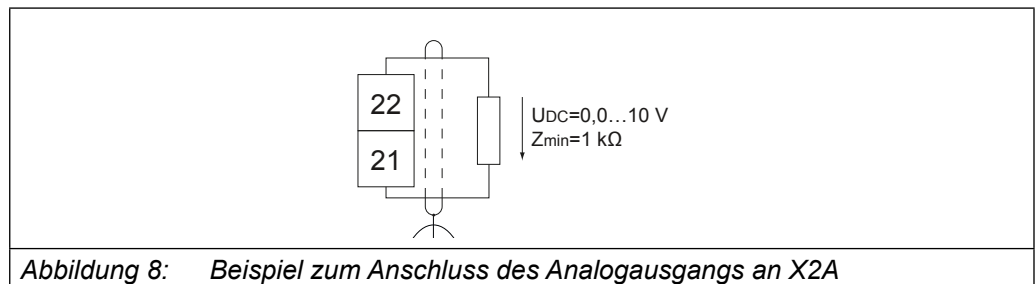 22
21
UDC=0,0…10 V
Zmin=1 kΩ
Abbildung 8: Beispiel zum Anschluss des Analogausgangs an X2A